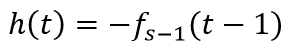 h(t) = −f_{s−1}(t − 1)